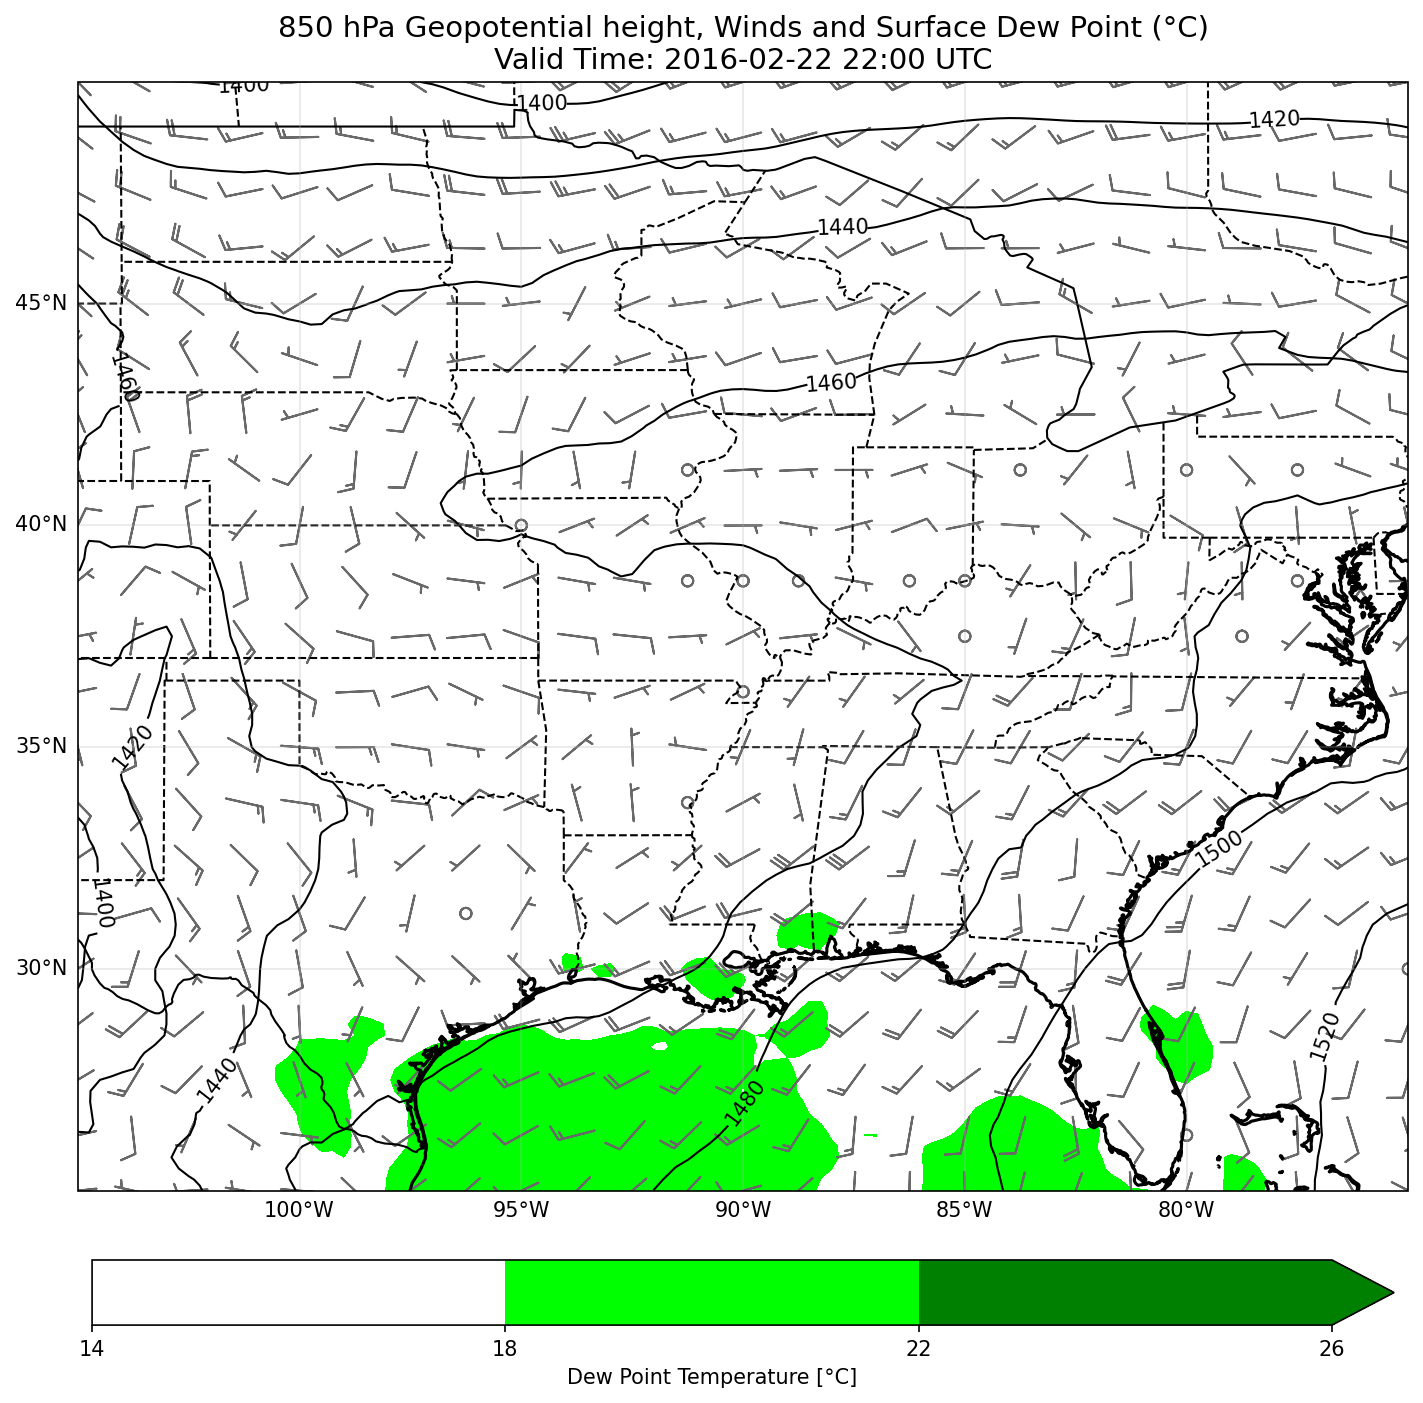 850 hPa Geopotential height, Winds and Surface Dew Point (°C)
Valid Time: 2016-02-22 22:00 UTC
1400
1400
1420
1440
45°N
1460
1460
40°N
35°N
1420
1500
1400
30°N
1520
1440
1480
100°W 95°W 90°W 85°W 80°W
14 18 22 26
Dew Point Temperature [°C]